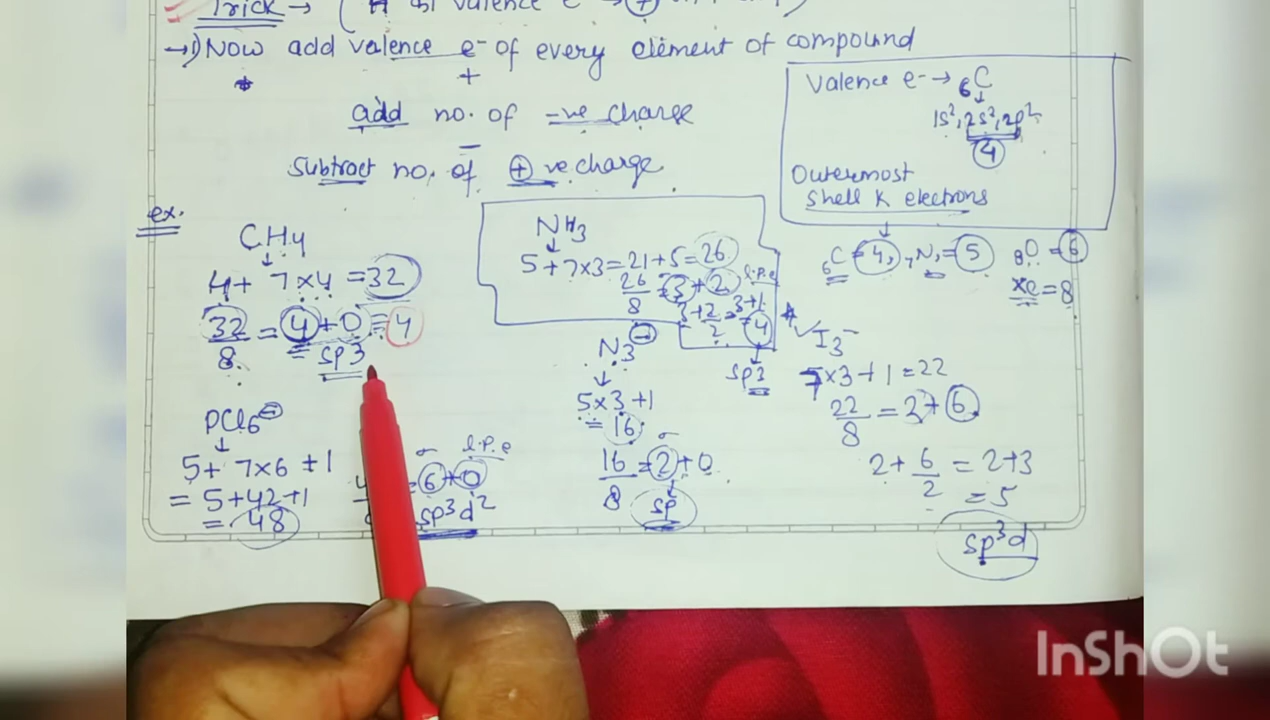 Trick → ( of valence e⁻ → (+)
→ 1) Now add valence e⁻ of every element of compound
+
add no. of -ve charge
-
Subtract no. of (+)ve charge
Valence e⁻ → ₆C
↓
1s², 2s², 2p²
4
Outermost
shell k electrons
₆C = 4, ₇N = 5 ₈O = 6
Xe = 8
ex.
CH4
↓
4 + 7×4 = 32
32/8 = 4 + 0 = 4
sp3
NH3
↓
5 + 7×3 = 21 + 5 = 26
26/8 = 3 + 2 l.p.e
3 + 2/2 = 3+1 = 4
sp3
PCl6⊖
↓
5 + 7×6 + 1
= 5 + 42 + 1
= 48
σ l.p.e
= 6 + 0
sp³d²
N3⊖
↓
5×3 + 1
= 16
σ
16/8 = 2 + 0
↓
sp
I3⁻
7×3 + 1 = 22
22/8 = 2 + 6
2 + 6/2 = 2 + 3
= 5
sp³d
InShOt